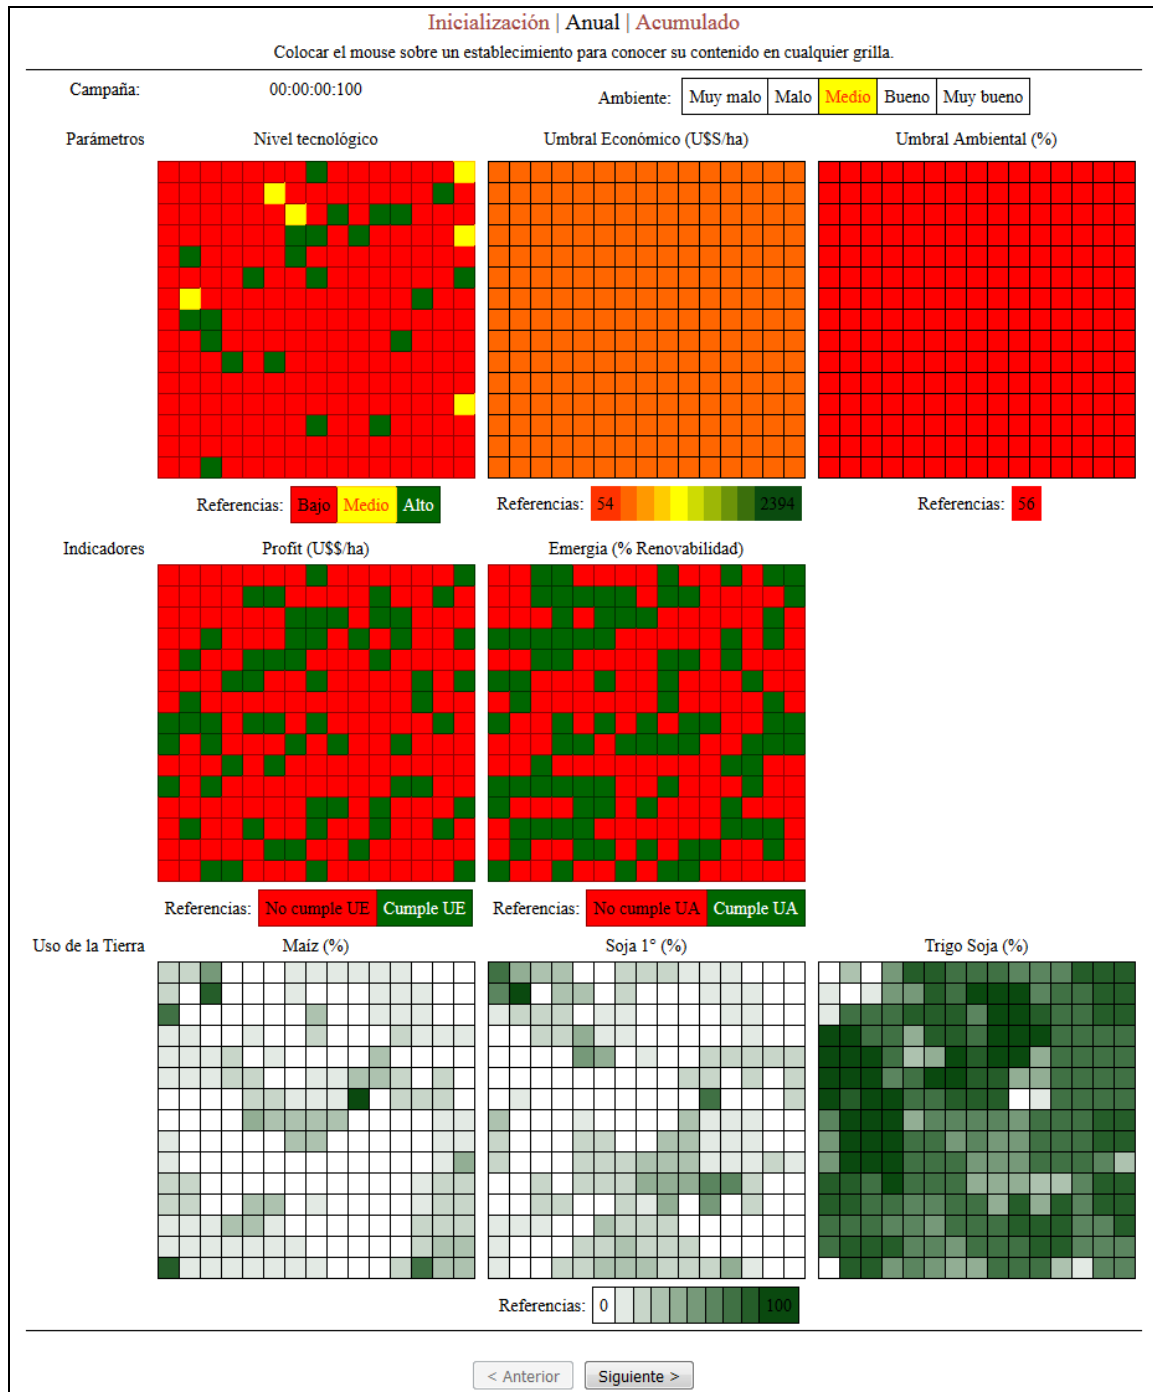 Inicialización | Anual | Acumulado
Colocar el mouse sobre un establecimiento para conocer su contenido en cualquier grilla.
Campaña: 00:00:00:100 Ambiente: Muy malo Malo Medio Bueno Muy bueno
Parámetros Nivel tecnológico Umbral Económico (U$S/ha) Umbral Ambiental (%)
Referencias: Bajo Medio Alto Referencias: 54 2394 Referencias: 56
Indicadores Profit (U$$/ha) Emergia (% Renovabilidad)
Referencias: No cumple UE Cumple UE Referencias: No cumple UA Cumple UA
Uso de la Tierra Maíz (%) Soja 1° (%) Trigo Soja (%)
Referencias: 0 100
< Anterior Siguiente >